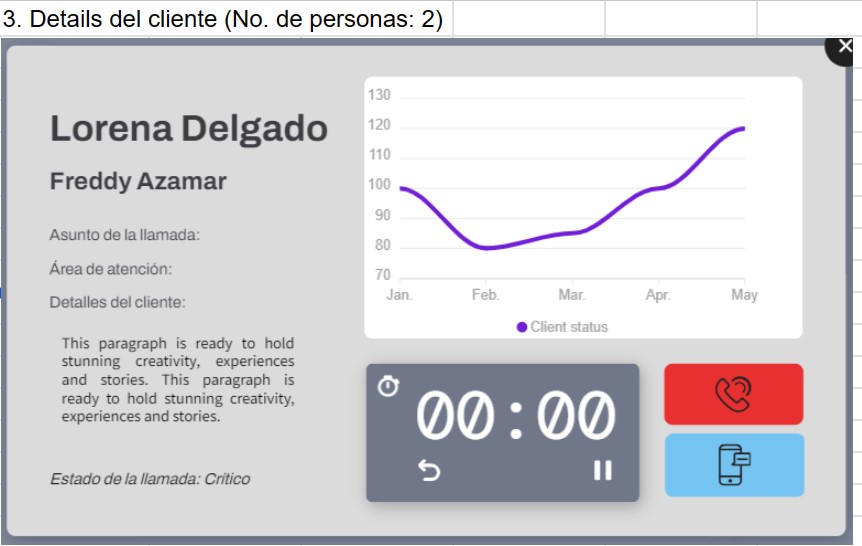 3. Details del cliente (No. de personas: 2)
Lorena Delgado
Freddy Azamar
Asunto de la llamada:
Área de atención:
Detalles del cliente:
This paragraph is ready to hold
stunning creativity, experiences
and stories. This paragraph is
ready to hold stunning creativity,
experiences and stories.
Estado de la llamada: Crítico
130
120
110
100
90
80
70
Jan. Feb. Mar. Apr. May
Client status
00:00